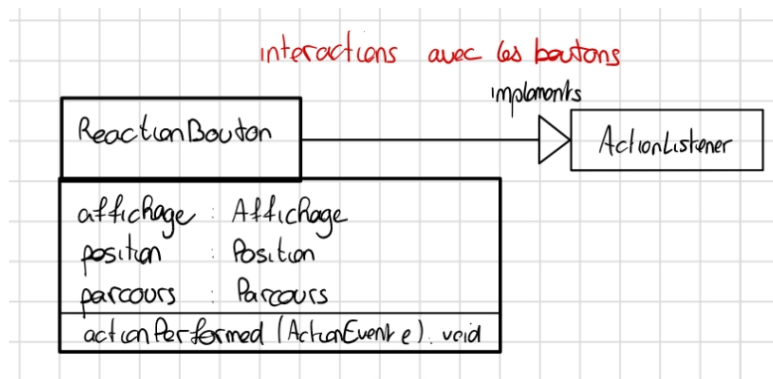 interactions avec les boutons
implements
ReactionBouton
ActionListener
affichage : Affichage
position : Position
parcours : Parcours
actionPerformed (ActionEvent e) : void